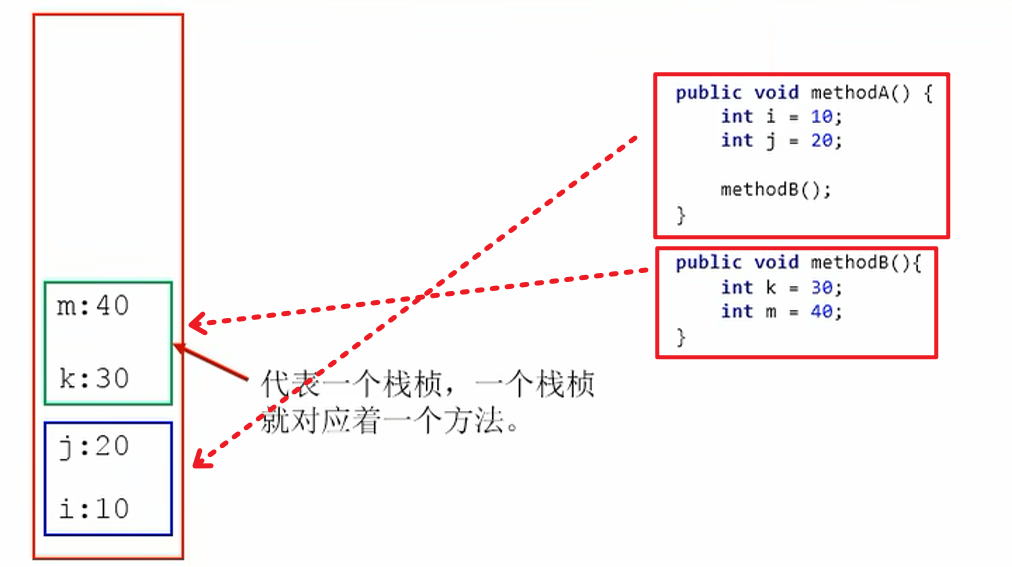 public void methodA() {
int i = 10;
int j = 20;
methodB();
}
public void methodB(){
int k = 30;
int m = 40;
}
m:40
k:30
代表一个栈桢，一个栈桢
就对应着一个方法。
j:20
i:10